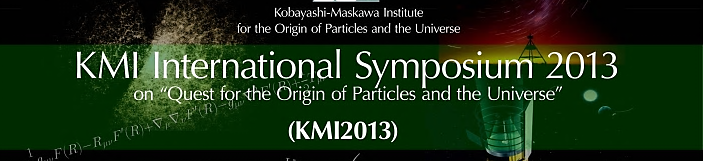 Kobayashi-Maskawa Institute
for the Origin of Particles and the Universe
KMI International Symposium 2013
on “Quest for the Origin of Particles and the Universe”
(KMI2013)